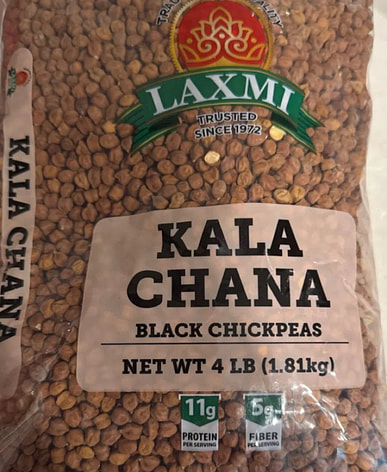 LAXMI
TRUSTED
SINCE 1972
KALA CHANA
KALA
CHANA
BLACK CHICKPEAS
NET WT 4 LB (1.81kg)
11g
PROTEIN
PER SERVING
5g
FIBER
PER SERVING